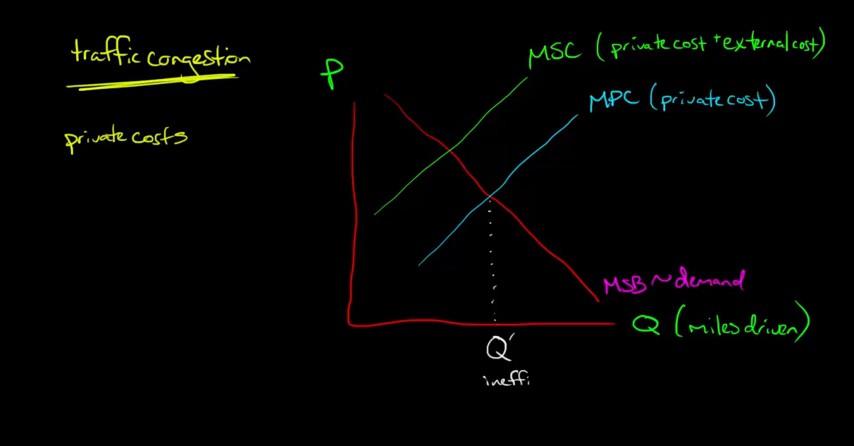 traffic congestion
private costs
P
MSC (private cost + external cost)
MPC (private cost)
MSB ~ demand
Q (miles driven)
Q'
ineffi